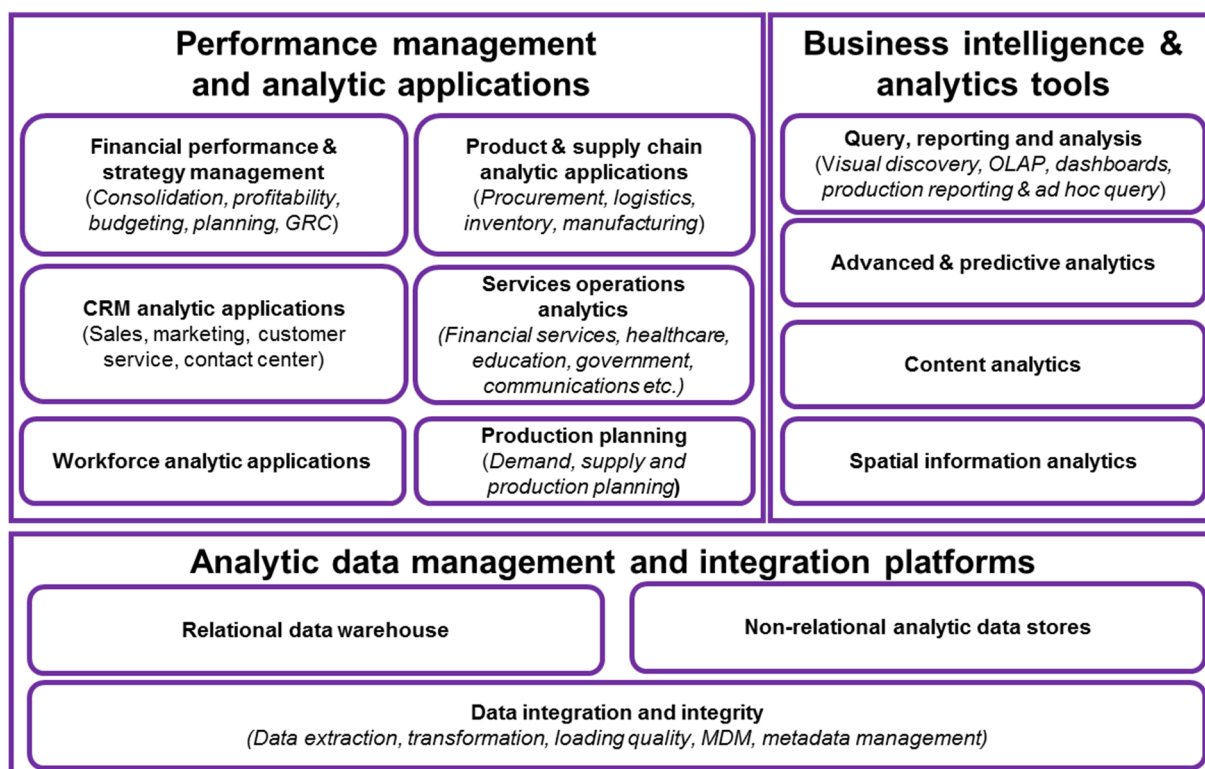 Performance management
and analytic applications
Financial performance &
strategy management
(Consolidation, profitability,
budgeting, planning, GRC)
Product & supply chain
analytic applications
(Procurement, logistics,
inventory, manufacturing)
CRM analytic applications
(Sales, marketing, customer
service, contact center)
Services operations
analytics
(Financial services, healthcare,
education, government,
communications etc.)
Workforce analytic applications
Production planning
(Demand, supply and
production planning)
Business intelligence &
analytics tools
Query, reporting and analysis
(Visual discovery, OLAP, dashboards,
production reporting & ad hoc query)
Advanced & predictive analytics
Content analytics
Spatial information analytics
Analytic data management and integration platforms
Relational data warehouse
Non-relational analytic data stores
Data integration and integrity
(Data extraction, transformation, loading quality, MDM, metadata management)